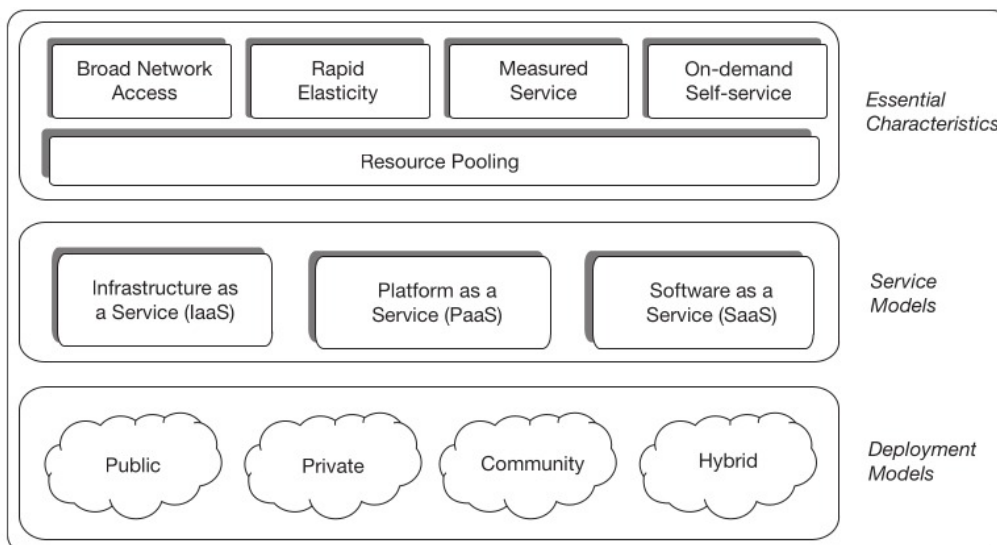 Broad Network
Access
Rapid
Elasticity
Measured
Service
On-demand
Self-service
Resource Pooling
Essential
Characteristics
Infrastructure as
a Service (IaaS)
Platform as a
Service (PaaS)
Software as a
Service (SaaS)
Service
Models
Public
Private
Community
Hybrid
Deployment
Models